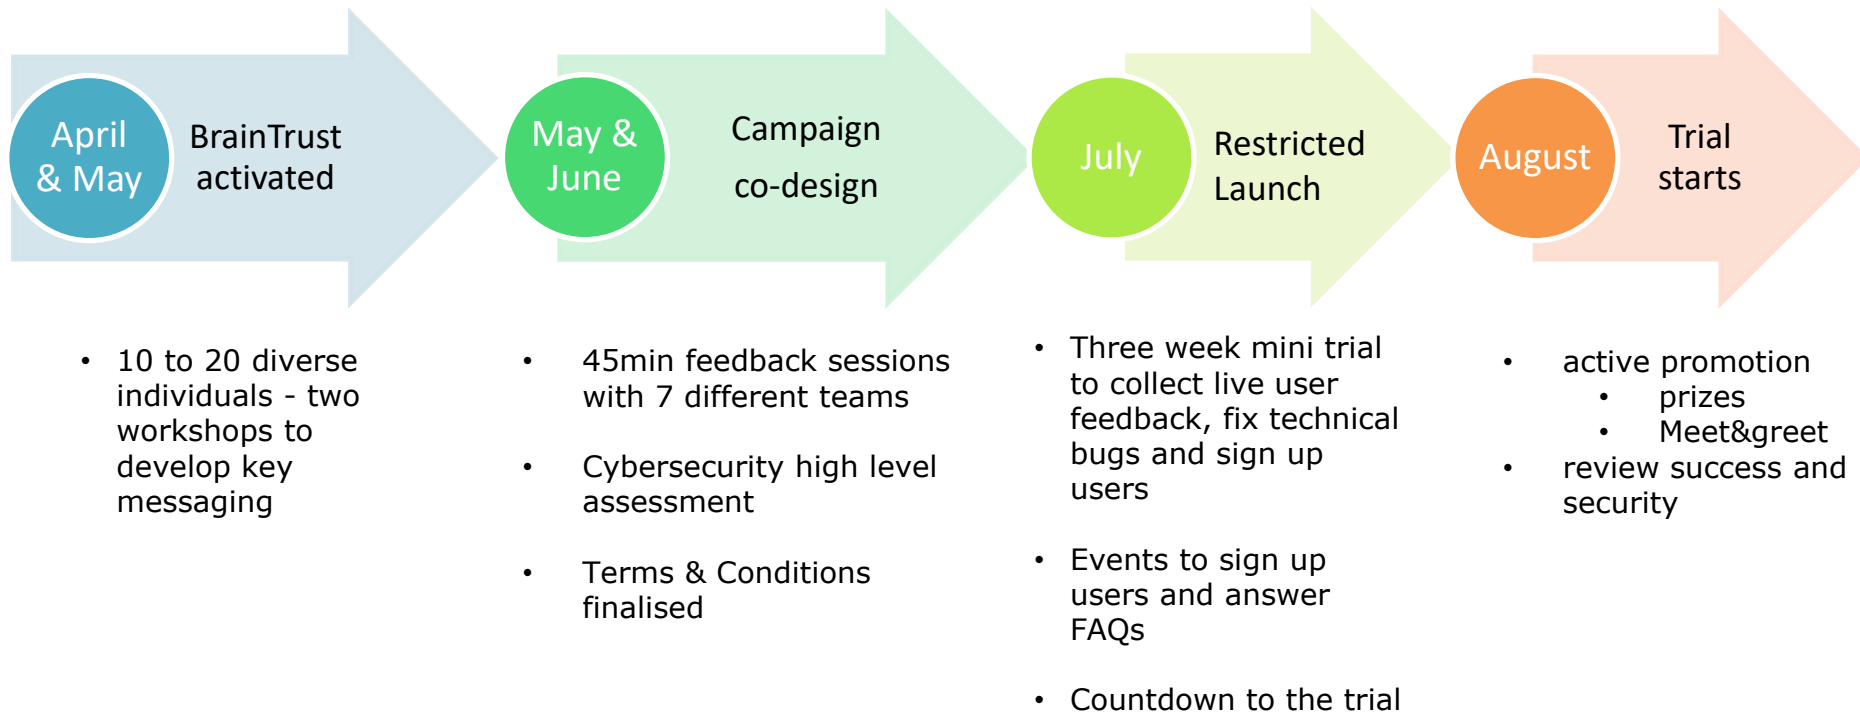 April
& May
BrainTrust
activated
May &
June
Campaign
co-design
July
Restricted
Launch
August
Trial
starts
• 10 to 20 diverse
individuals - two
workshops to
develop key
messaging
• 45min feedback sessions
with 7 different teams
• Cybersecurity high level
assessment
• Terms & Conditions
finalised
• Three week mini trial
to collect live user
feedback, fix technical
bugs and sign up
users
• Events to sign up
users and answer
FAQs
• Countdown to the trial
• active promotion
• prizes
• Meet&greet
• review success and
security